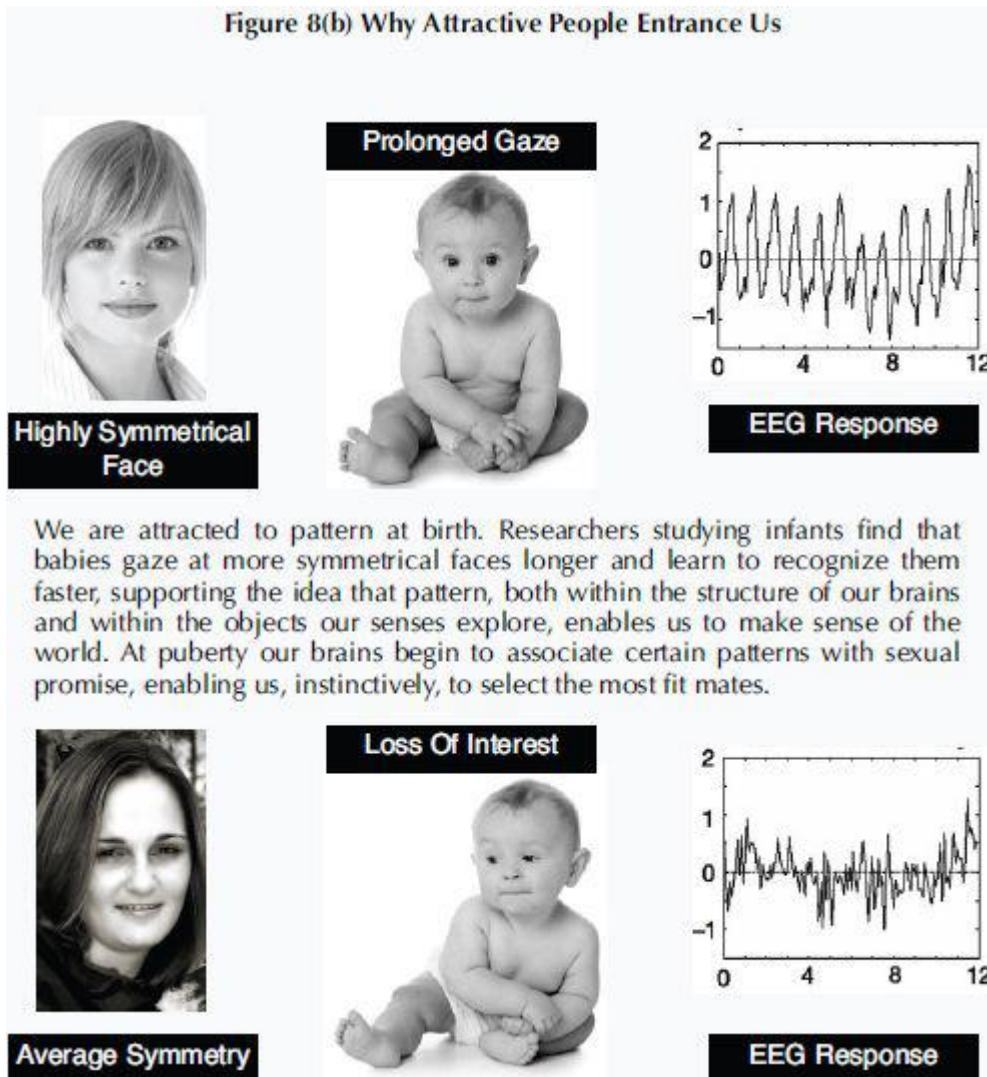 Figure 8(b) Why Attractive People Entrance Us
Prolonged Gaze
2
1
0
−1
0 4 8 12
Highly Symmetrical
Face
EEG Response
We are attracted to pattern at birth. Researchers studying infants find that
babies gaze at more symmetrical faces longer and learn to recognize them
faster, supporting the idea that pattern, both within the structure of our brains
and within the objects our senses explore, enables us to make sense of the
world. At puberty our brains begin to associate certain patterns with sexual
promise, enabling us, instinctively, to select the most fit mates.
Loss Of Interest
2
1
0
−1
0 4 8 12
Average Symmetry
EEG Response